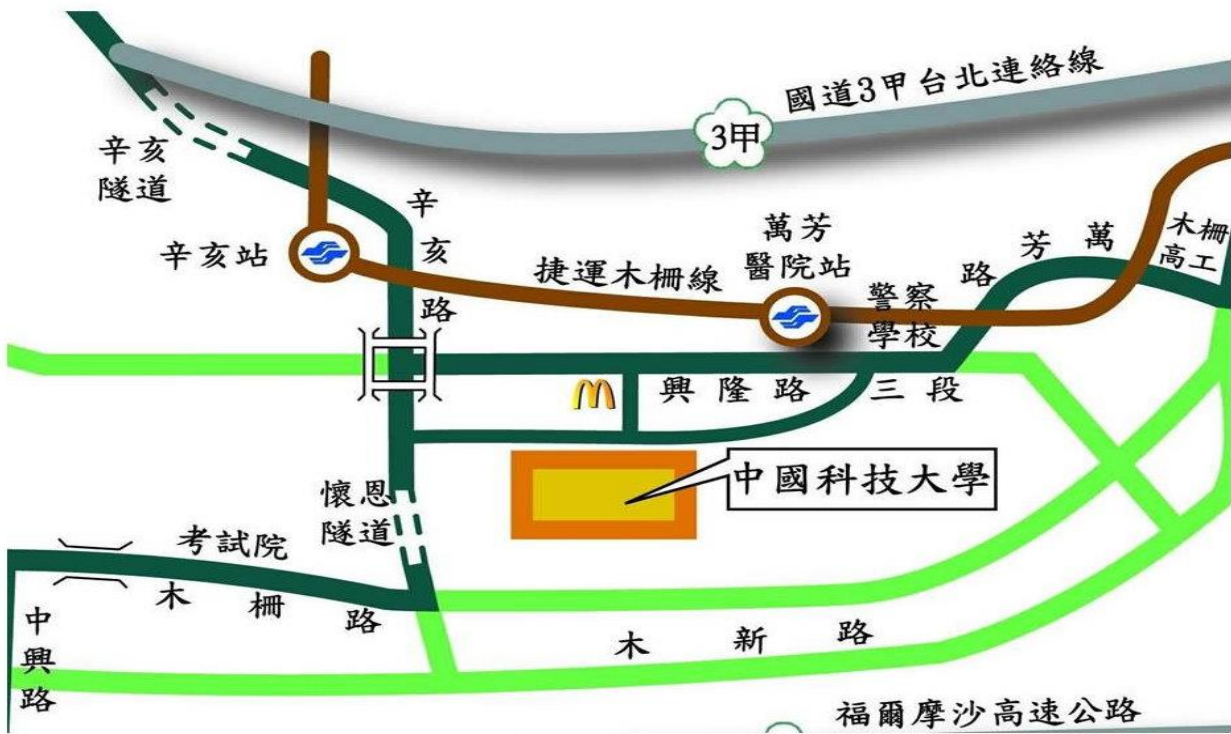 國道3甲台北連絡線
3甲
辛亥
隧道
辛亥路
辛亥站
捷運木柵線
萬芳
醫院站
警察
學校
萬芳路
木柵
高工
興隆路三段
中國科技大學
懷恩
隧道
考試院
木柵路
中興路
木新路
福爾摩沙高速公路